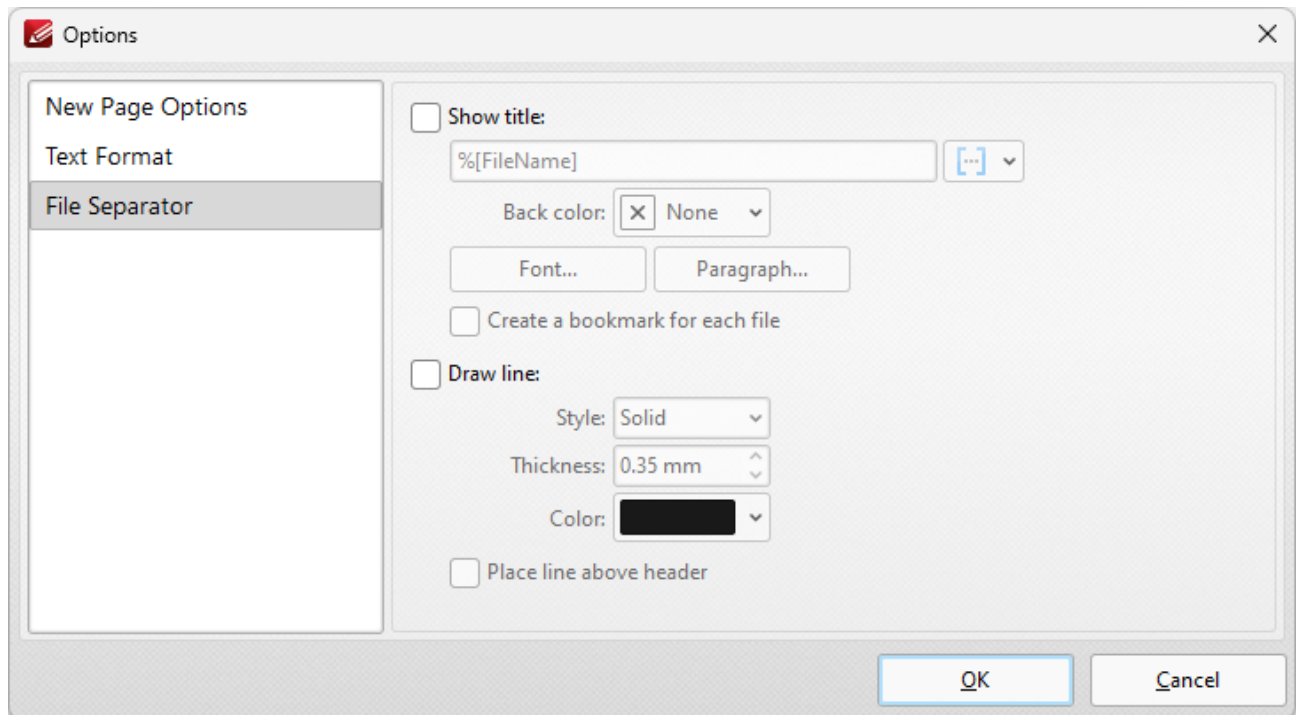 Options
New Page Options
Text Format
File Separator
Show title:
%[FileName]
[...]
Back color: None
Font... Paragraph...
Create a bookmark for each file
Draw line:
Style: Solid
Thickness: 0.35 mm
Color:
Place line above header
OK Cancel